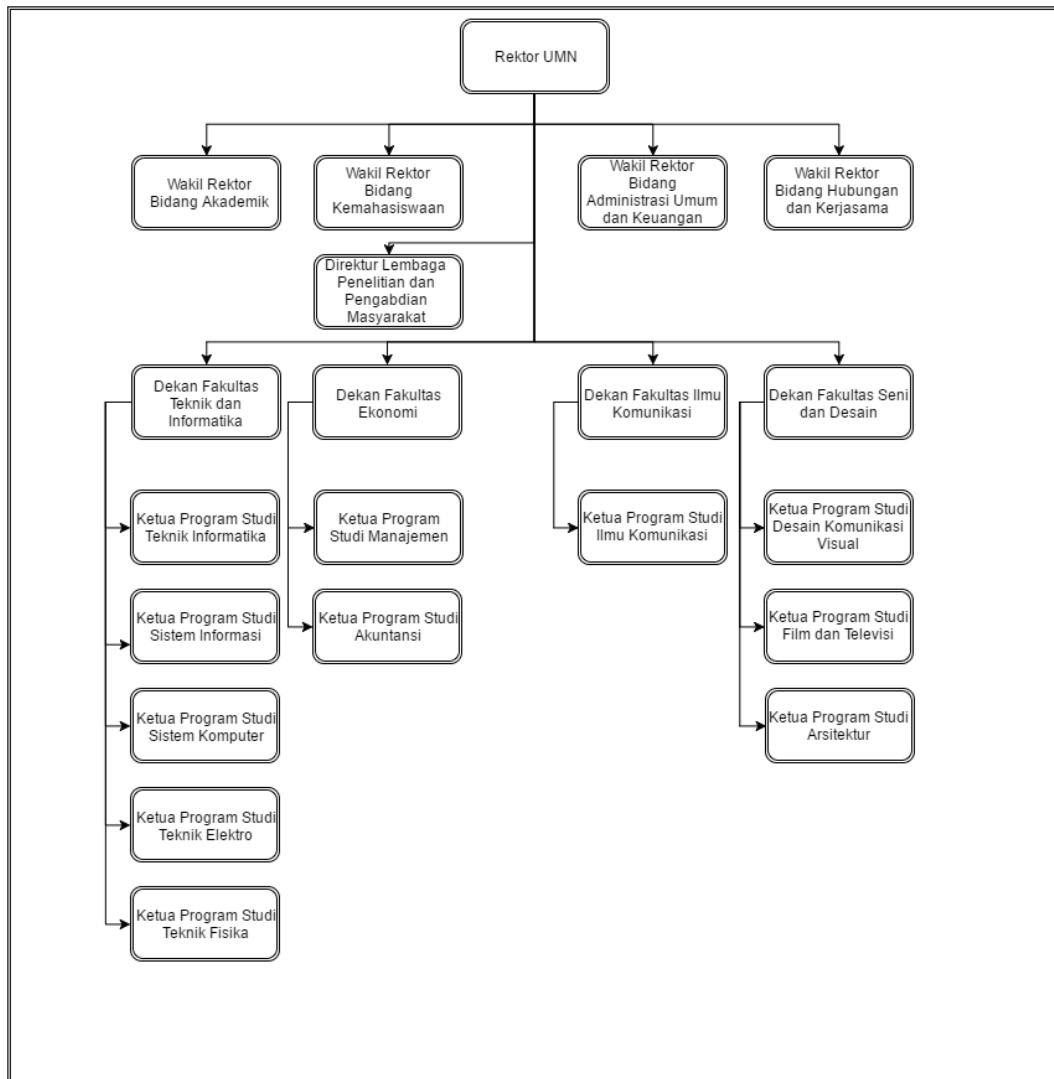 Rektor UMN
Wakil Rektor
Bidang Akademik
Wakil Rektor
Bidang
Kemahasiswaan
Wakil Rektor
Bidang
Administrasi Umum
dan Keuangan
Wakil Rektor
Bidang Hubungan
dan Kerjasama
Direktur Lembaga
Penelitian dan
Pengabdian
Masyarakat
Dekan Fakultas
Teknik dan
Informatika
Dekan Fakultas
Ekonomi
Dekan Fakultas Ilmu
Komunikasi
Dekan Fakultas Seni
dan Desain
Ketua Program Studi
Teknik Informatika
Ketua Program
Studi Manajemen
Ketua Program Studi
Ilmu Komunikasi
Ketua Program Studi
Desain Komunikasi
Visual
Ketua Program Studi
Sistem Informasi
Ketua Program Studi
Akuntansi
Ketua Program Studi
Film dan Televisi
Ketua Program Studi
Sistem Komputer
Ketua Program Studi
Arsitektur
Ketua Program Studi
Teknik Elektro
Ketua Program Studi
Teknik Fisika